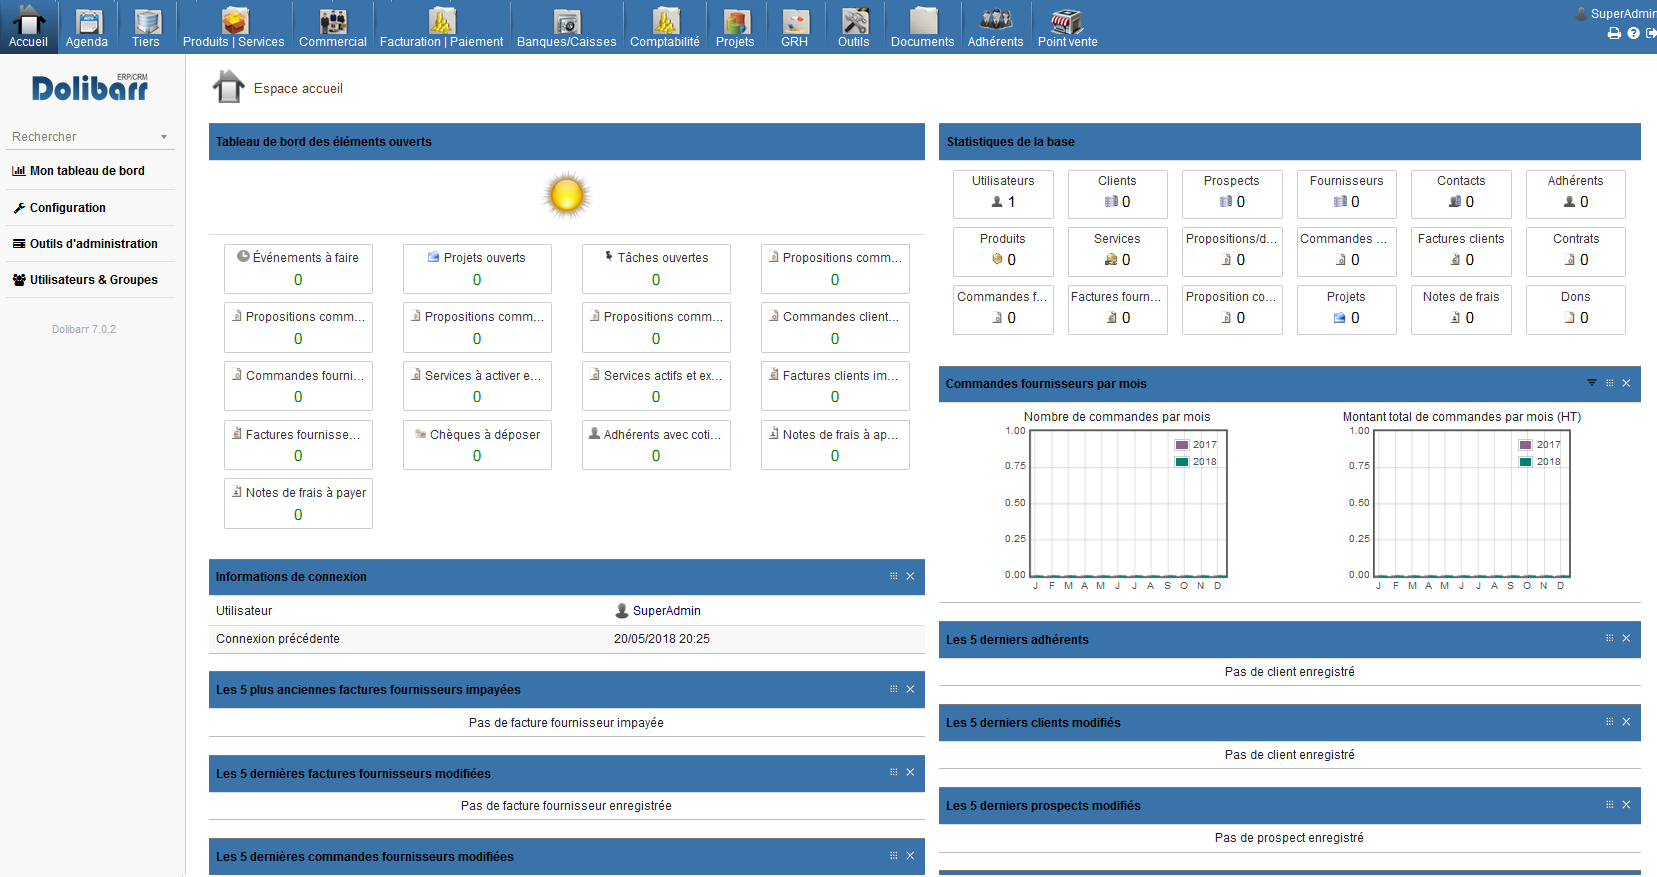 Accueil Agenda Tiers Produits | Services Commercial Facturation | Paiement Banques/Caisses Comptabilité Projets GRH Outils Documents Adhérents Point vente
SuperAdmin
Dolibarr ERP/CRM
Rechercher
Mon tableau de bord
Configuration
Outils d'administration
Utilisateurs & Groupes
Dolibarr 7.0.2
Espace accueil
Tableau de bord des éléments ouverts
Événements à faire
0
Projets ouverts
0
Tâches ouvertes
0
Propositions comm...
0
Propositions comm...
0
Propositions comm...
0
Propositions comm...
0
Commandes client...
0
Commandes fourni...
0
Services à activer e...
0
Services actifs et ex...
0
Factures clients im...
0
Factures fournisse...
0
Chèques à déposer
0
Adhérents avec coti...
0
Notes de frais à ap...
0
Notes de frais à payer
0
Informations de connexion
Utilisateur SuperAdmin
Connexion précédente 20/05/2018 20:25
Les 5 plus anciennes factures fournisseurs impayées
Pas de facture fournisseur impayée
Les 5 dernières factures fournisseurs modifiées
Pas de facture fournisseur enregistrée
Les 5 dernières commandes fournisseurs modifiées
Statistiques de la base
Utilisateurs
1
Clients
0
Prospects
0
Fournisseurs
0
Contacts
0
Adhérents
0
Produits
0
Services
0
Propositions/d...
0
Commandes ...
0
Factures clients
0
Contrats
0
Commandes f...
0
Factures fourn...
0
Proposition co...
0
Projets
0
Notes de frais
0
Dons
0
Commandes fournisseurs par mois
Nombre de commandes par mois
1.00
0.75
0.50
0.25
0.00
2017
2018
J F M A M J J A S O N D
Montant total de commandes par mois (HT)
1.00
0.75
0.50
0.25
0.00
2017
2018
J F M A M J J A S O N D
Les 5 derniers adhérents
Pas de client enregistré
Les 5 derniers clients modifiés
Pas de client enregistré
Les 5 derniers prospects modifiés
Pas de prospect enregistré